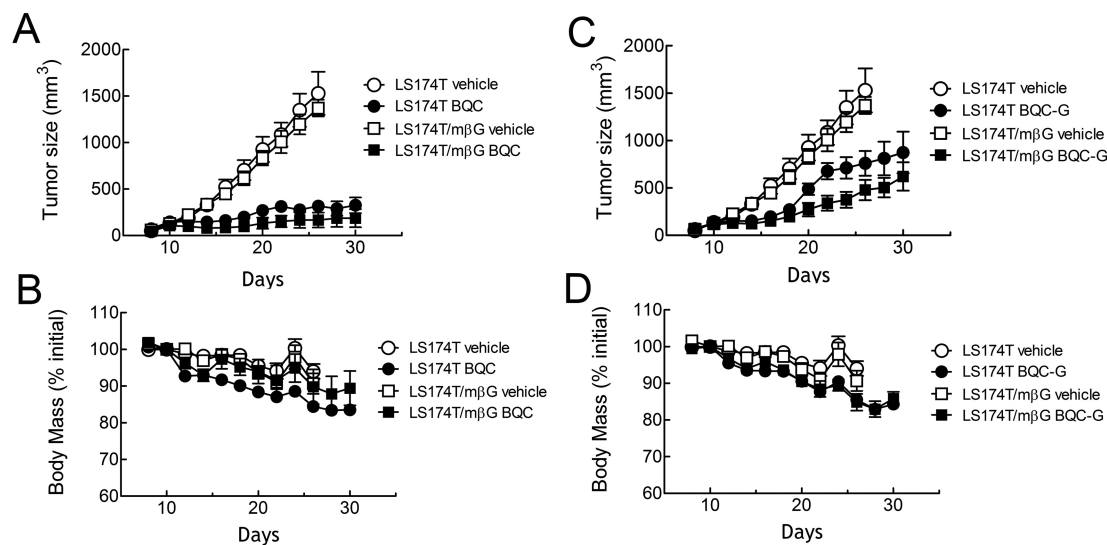 A
Tumor size (mm³)
2000
1500
1000
500
0
10
20
30
Days
LS174T vehicle
LS174T BQC
LS174T/mβG vehicle
LS174T/mβG BQC
C
Tumor size (mm³)
2000
1500
1000
500
0
10
20
30
Days
LS174T vehicle
LS174T BQC-G
LS174T/mβG vehicle
LS174T/mβG BQC-G
B
Body Mass (% initial)
110
100
90
80
70
60
10
20
30
Days
LS174T vehicle
LS174T BQC
LS174T/mβG vehicle
LS174T/mβG BQC
D
Body Mass (% initial)
110
100
90
80
70
60
10
20
30
Days
LS174T vehicle
LS174T BQC-G
LS174T/mβG vehicle
LS174T/mβG BQC-G